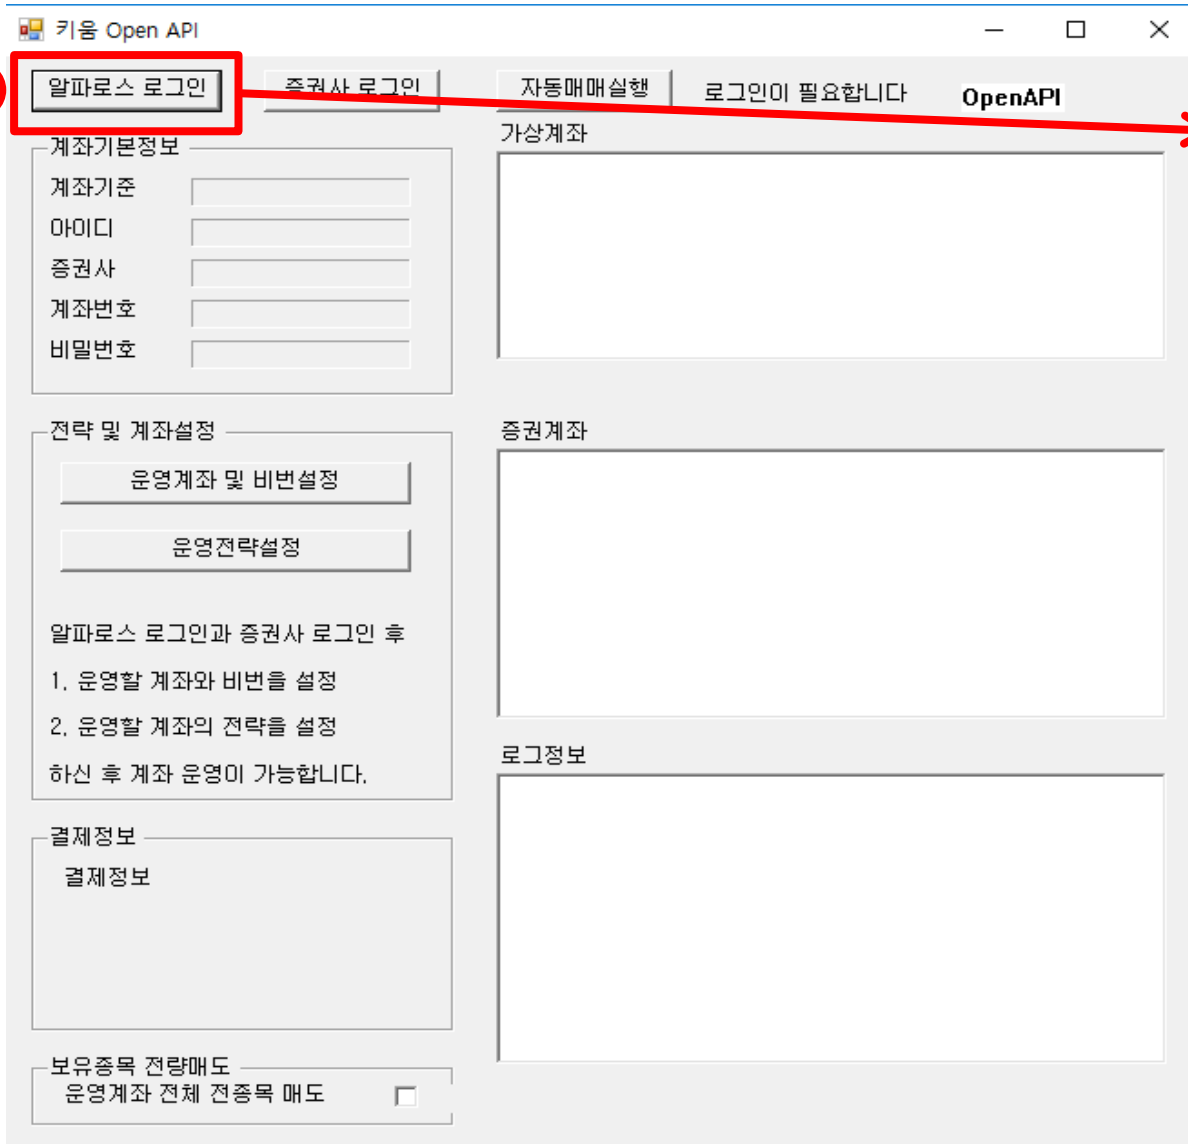 키움 Open API
알파로스 로그인 증권사 로그인 자동매매실행 로그인이 필요합니다 OpenAPI
계좌기본정보
계좌기준
아이디
증권사
계좌번호
비밀번호
가상계좌
전략 및 계좌설정
운영계좌 및 비번설정
운영전략설정
알파로스 로그인과 증권사 로그인 후
1. 운영할 계좌와 비번을 설정
2. 운영할 계좌의 전략을 설정
하신 후 계좌 운영이 가능합니다.
증권계좌
로그정보
결제정보
결제정보
보유종목 전량매도
운영계좌 전체 전종목 매도